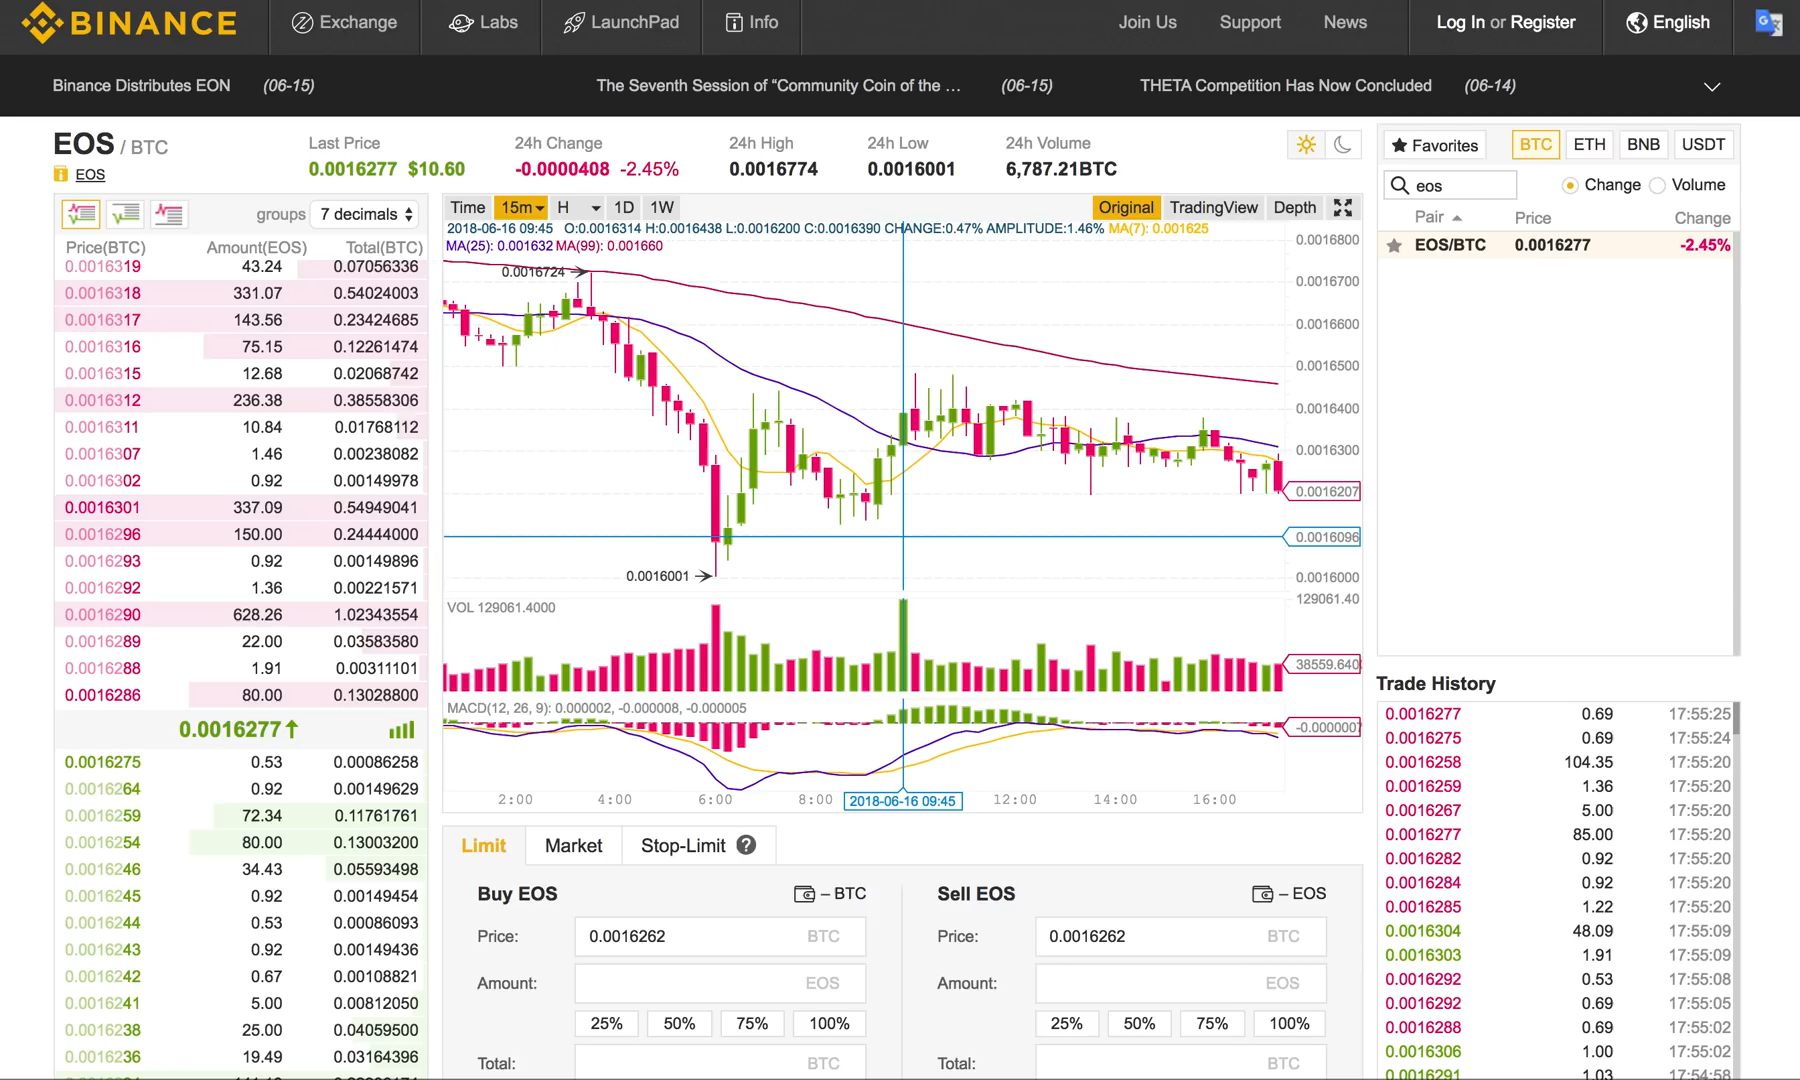 BINANCE
Exchange
Labs
LaunchPad
Info
Join Us
Support
News
Log In or Register
English
Binance Distributes EON (06-15)
The Seventh Session of “Community Coin of the … (06-15)
THETA Competition Has Now Concluded (06-14)
EOS / BTC
EOS
Last Price
0.0016277 $10.60
24h Change
-0.0000408 -2.45%
24h High
0.0016774
24h Low
0.0016001
24h Volume
6,787.21BTC
groups 7 decimals
Price(BTC) Amount(EOS) Total(BTC)
0.0016319 43.24 0.07056336
0.0016318 331.07 0.54024003
0.0016317 143.56 0.23424685
0.0016316 75.15 0.12261474
0.0016315 12.68 0.02068742
0.0016312 236.38 0.38558306
0.0016311 10.84 0.01768112
0.0016307 1.46 0.00238082
0.0016302 0.92 0.00149978
0.0016301 337.09 0.54949041
0.0016296 150.00 0.24444000
0.0016293 0.92 0.00149896
0.0016292 1.36 0.00221571
0.0016290 628.26 1.02343554
0.0016289 22.00 0.03583580
0.0016288 1.91 0.00311101
0.0016286 80.00 0.13028800
0.0016277
0.0016275 0.53 0.00086258
0.0016264 0.92 0.00149629
0.0016259 72.34 0.11761761
0.0016254 80.00 0.13003200
0.0016246 34.43 0.05593498
0.0016245 0.92 0.00149454
0.0016244 0.53 0.00086093
0.0016243 0.92 0.00149436
0.0016242 0.67 0.00108821
0.0016241 5.00 0.00812050
0.0016238 25.00 0.04059500
0.0016236 19.49 0.03164396
Time 15m H 1D 1W
Original TradingView Depth
2018-06-16 09:45 O:0.0016314 H:0.0016438 L:0.0016200 C:0.0016390 CHANGE:0.47% AMPLITUDE:1.46% MA(7): 0.001625
MA(25): 0.001632 MA(99): 0.001660
0.0016724
0.0016001
0.0016800
0.0016700
0.0016600
0.0016500
0.0016400
0.0016300
0.0016207
0.0016096
0.0016000
VOL 129061.4000
129061.40
38559.640
MACD(12, 26, 9): 0.000002, -0.000008, -0.000005
-0.0000007
2:00 4:00 6:00 8:00 2018-06-16 09:45 12:00 14:00 16:00
Limit Market Stop-Limit ?
Buy EOS – BTC
Price: 0.0016262 BTC
Amount: EOS
25% 50% 75% 100%
Total: BTC
Sell EOS – EOS
Price: 0.0016262 BTC
Amount: EOS
25% 50% 75% 100%
Total: BTC
Favorites BTC ETH BNB USDT
eos
Change Volume
Pair Price Change
EOS/BTC 0.0016277 -2.45%
Trade History
0.0016277 0.69 17:55:25
0.0016275 0.69 17:55:24
0.0016258 104.35 17:55:20
0.0016259 1.36 17:55:20
0.0016267 5.00 17:55:20
0.0016277 85.00 17:55:20
0.0016282 0.92 17:55:20
0.0016284 0.92 17:55:20
0.0016285 1.22 17:55:20
0.0016304 48.09 17:55:09
0.0016303 1.91 17:55:09
0.0016292 0.53 17:55:08
0.0016292 0.69 17:55:05
0.0016288 0.69 17:55:02
0.0016306 1.00 17:55:02
0.0016291 1.03 17:54:58